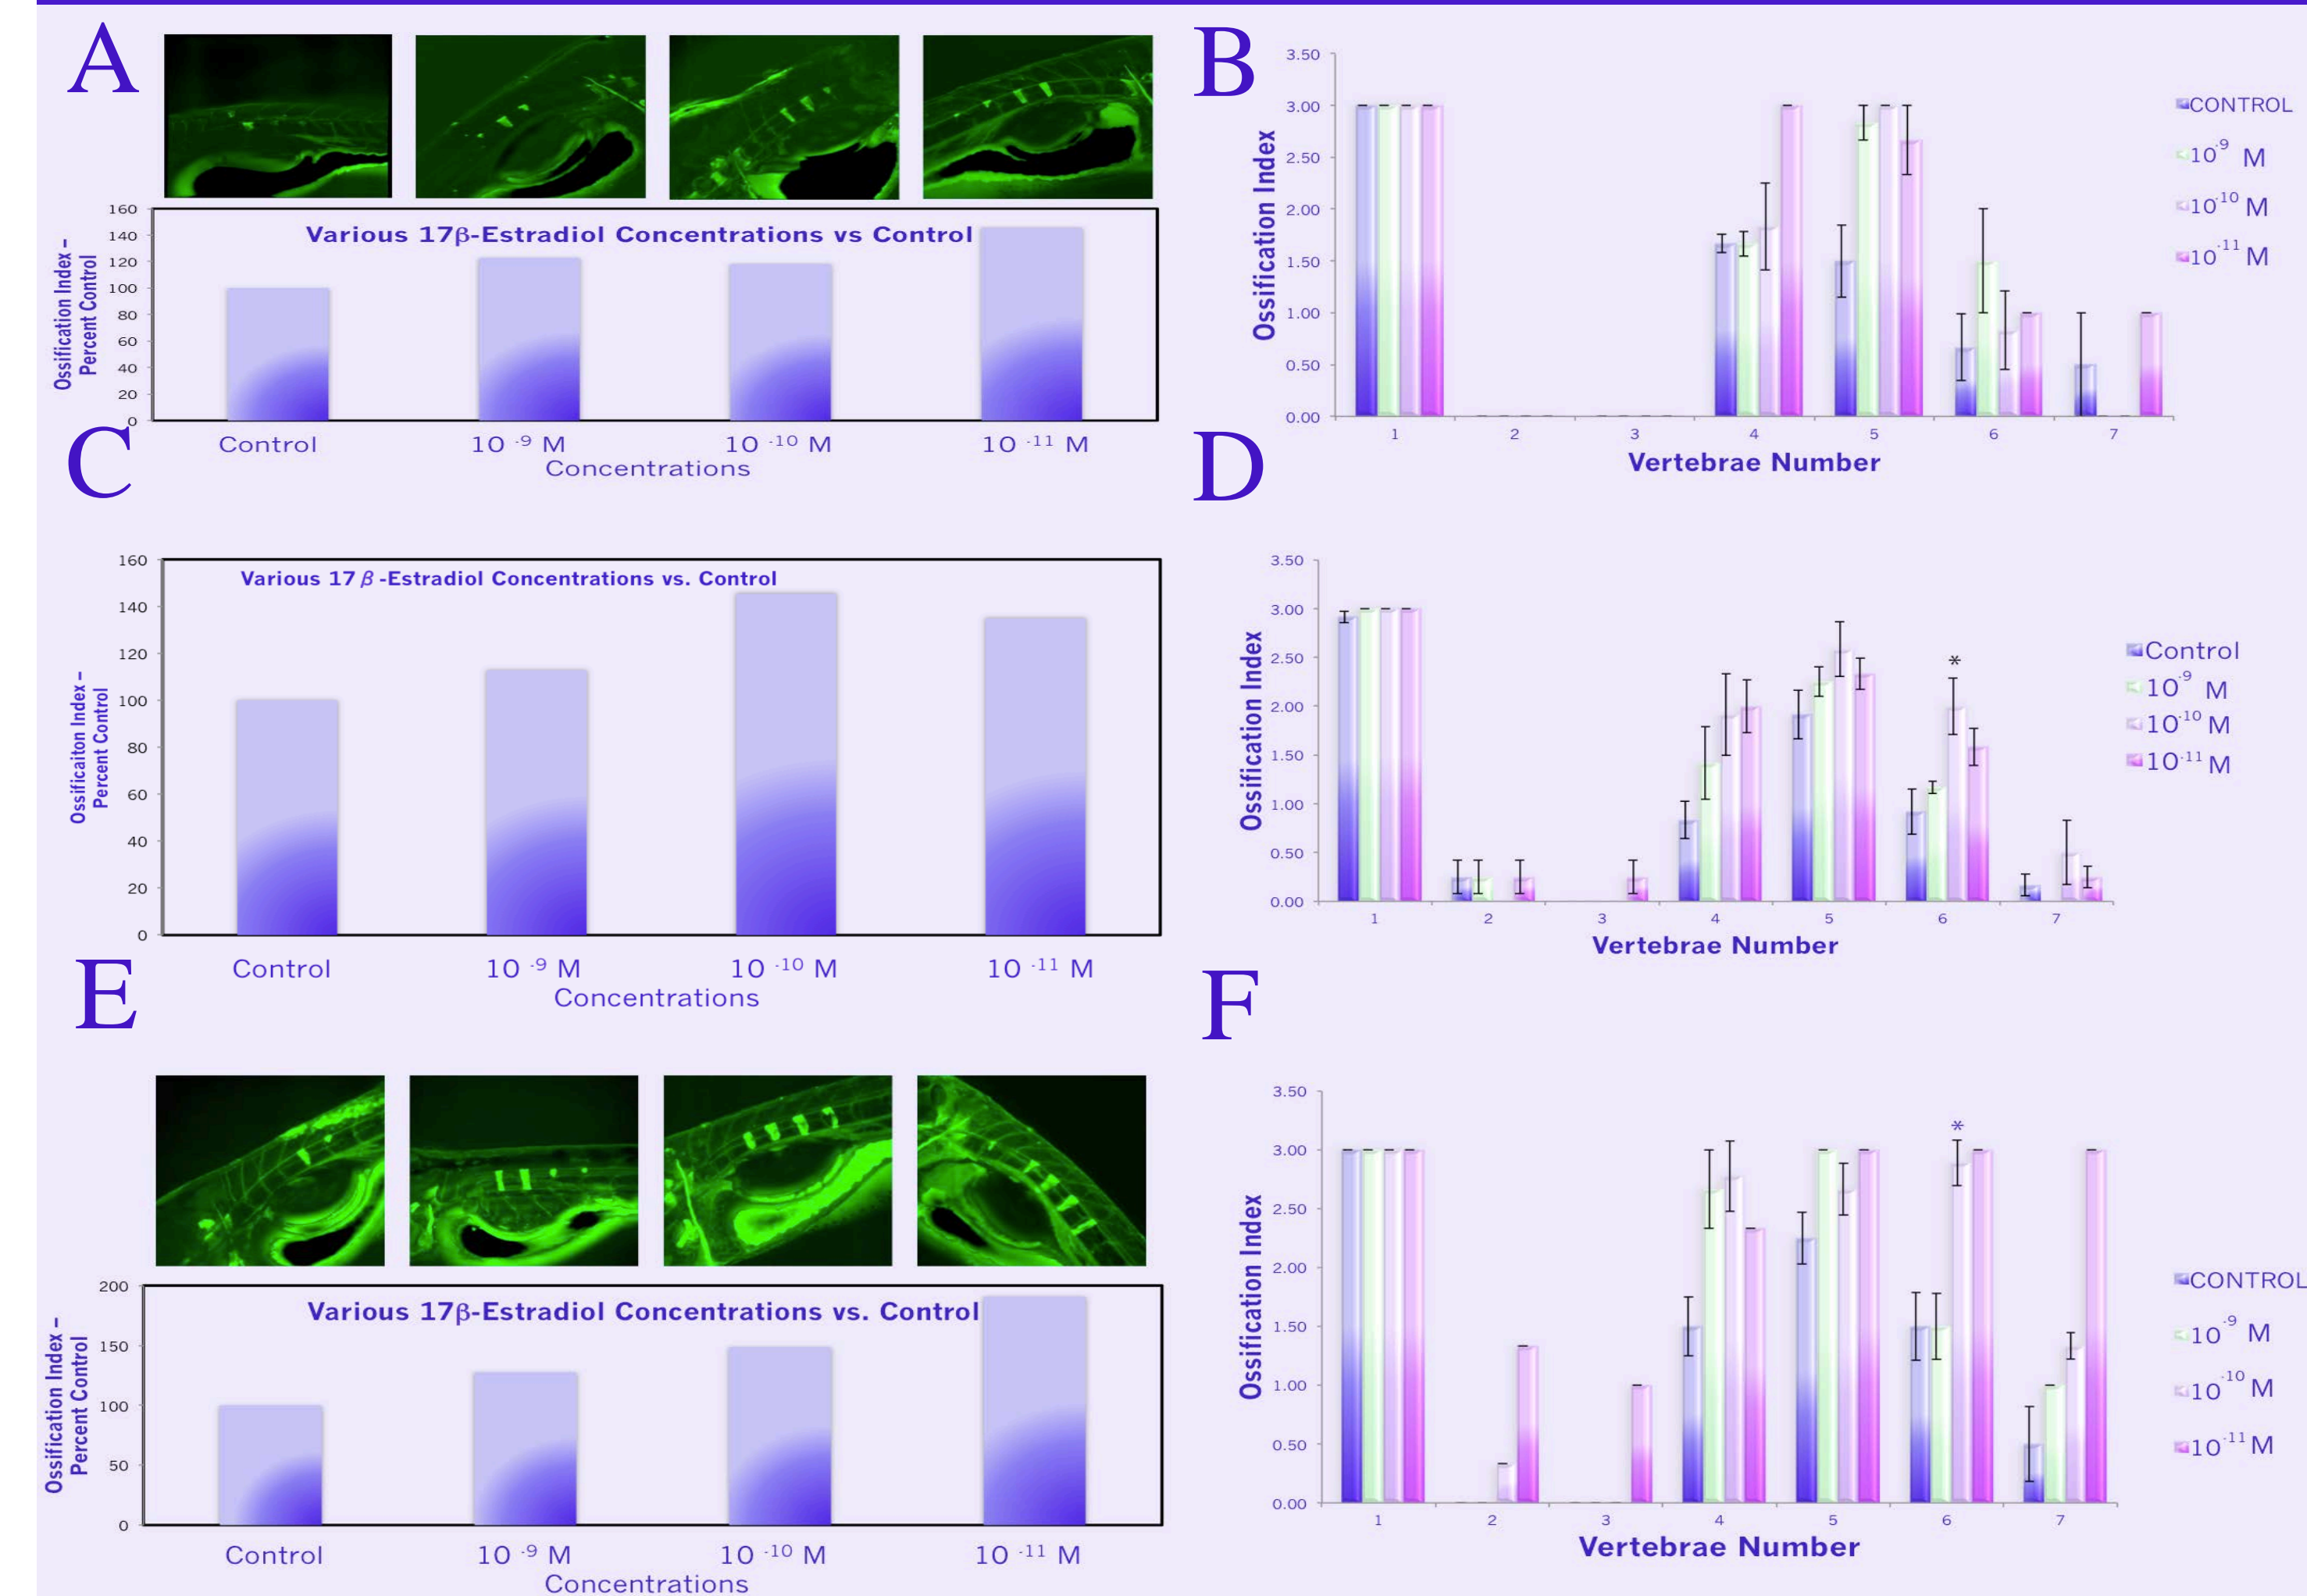 A
160
140
120
100
80
60
40
20
0
Ossification Index –
Percent Control
Various 17β-Estradiol Concentrations vs Control
Control
10 -9 M
10 -10 M
10 -11 M
Concentrations
B
3.50
3.00
2.50
2.00
1.50
1.00
0.50
0.00
Ossification Index
1
2
3
4
5
6
7
Vertebrae Number
CONTROL
10-9 M
10-10 M
10-11 M
C
160
140
120
100
80
60
40
20
0
Ossificaiton Index –
Percent Control
Various 17 β -Estradiol Concentrations vs. Control
Control
10 -9 M
10 -10 M
10 -11 M
Concentrations
D
3.50
3.00
2.50
2.00
1.50
1.00
0.50
0.00
Ossification Index
*
1
2
3
4
5
6
7
Vertebrae Number
Control
10-9 M
10-10 M
10-11 M
E
200
150
100
50
0
Ossification Index –
Percent Control
Various 17β-Estradiol Concentrations vs. Control
Control
10 -9 M
10 -10 M
10 -11 M
Concentrations
F
3.50
3.00
2.50
2.00
1.50
1.00
0.50
0.00
Ossification Index
*
1
2
3
4
5
6
7
Vertebrae Number
CONTROL
10-9 M
10-10 M
10-11 M